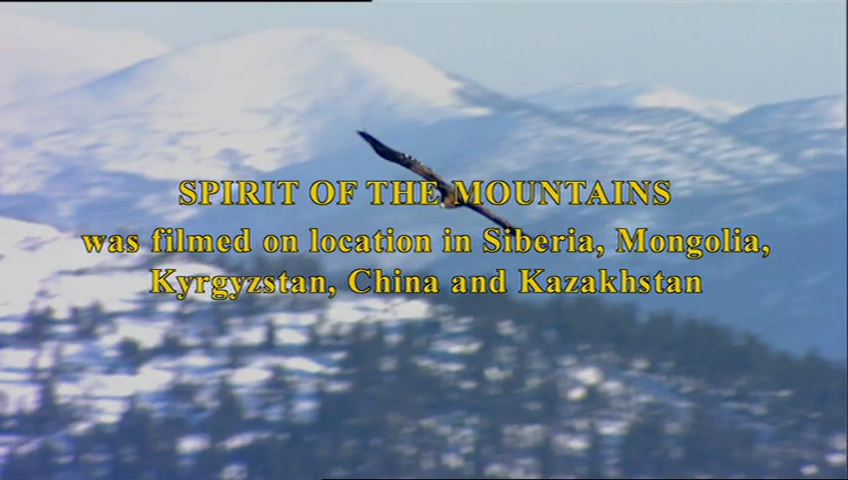 SPIRIT OF THE MOUNTAINS
was filmed on location in Siberia, Mongolia,
Kyrgyzstan, China and Kazakhstan